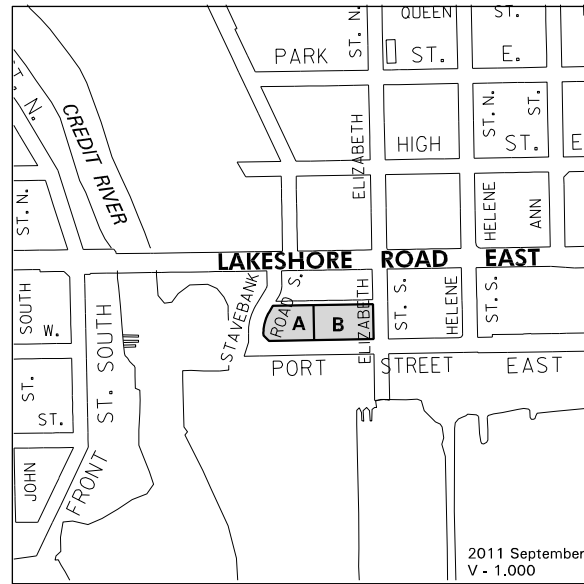 QUEEN ST.
PARK ST. E.
ST. N.
ST. N.
CREDIT RIVER
ELIZABETH
HIGH ST. E
ST. N.
ST.
HELENE
ANN
ST. N.
LAKESHORE ROAD EAST
STAVEBANK
ROAD S.
A
B
ELIZABETH
ST. S.
HELENE
ST. S.
SOUTH
W.
ST. SOUTH
PORT STREET EAST
ST.
ST.
JOHN
FRONT
2011 September
V - 1.000